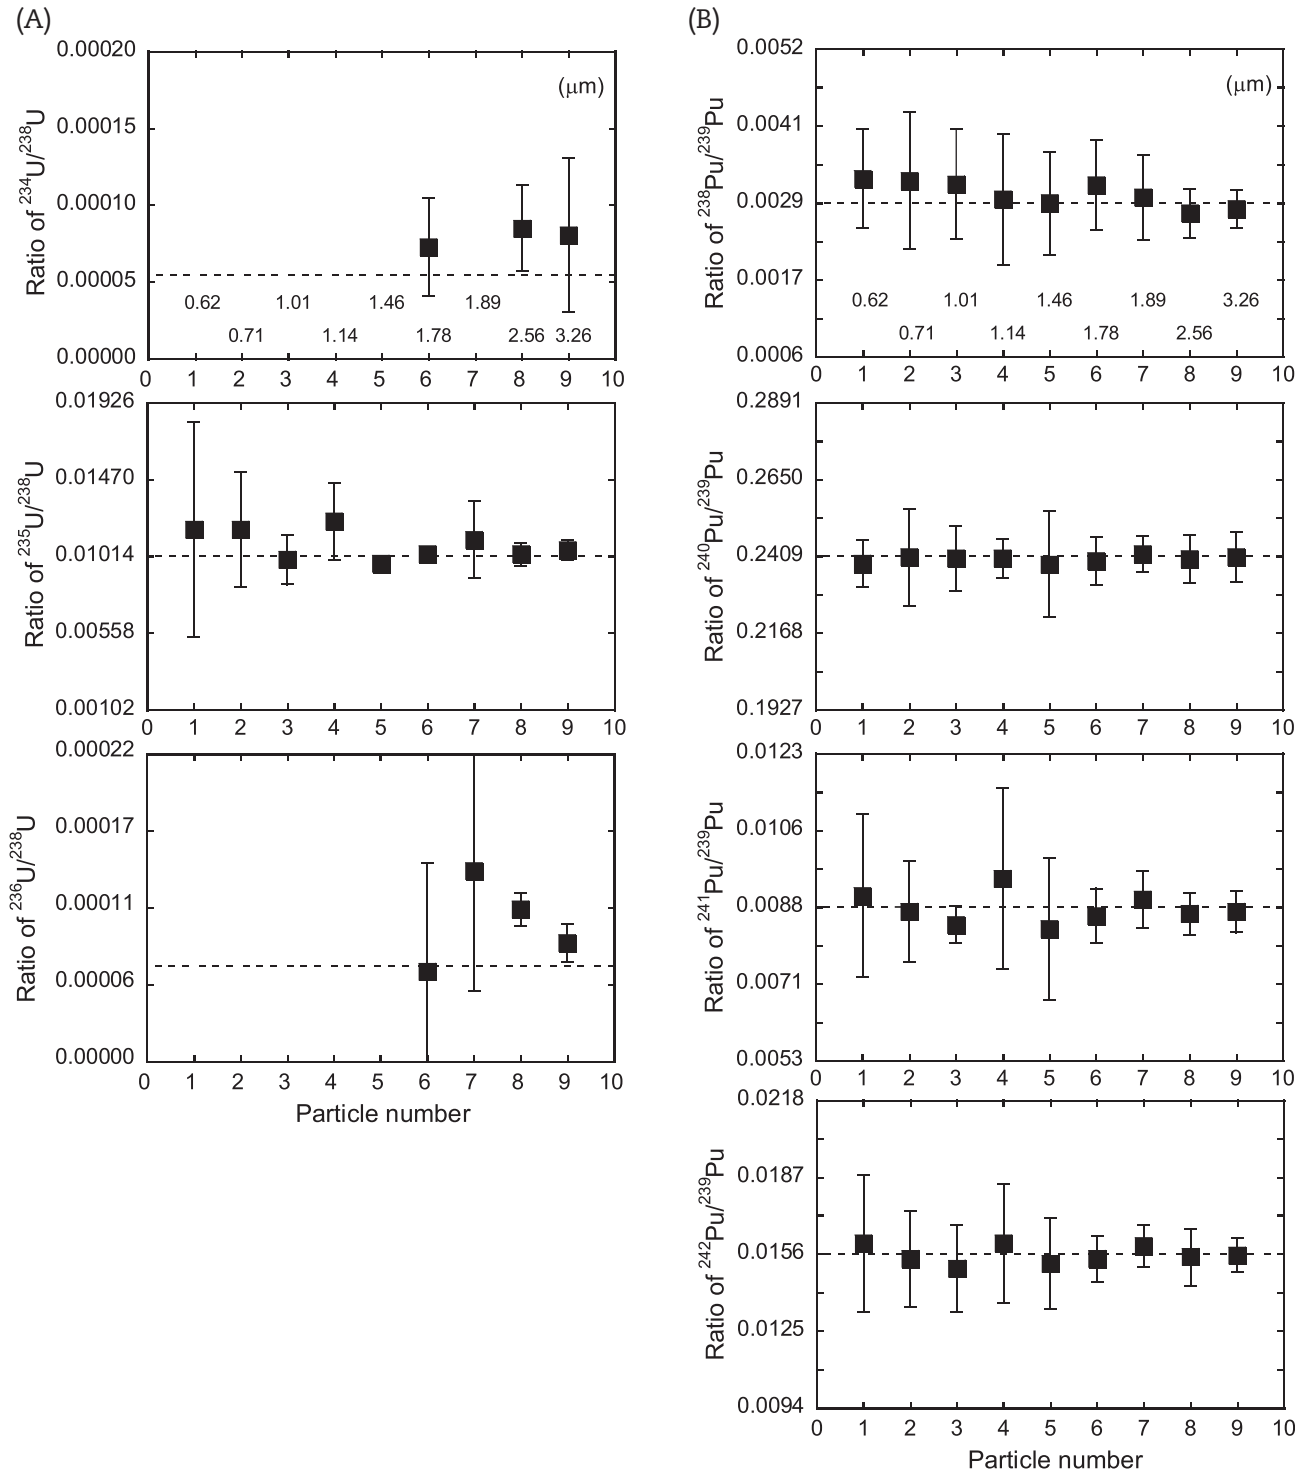 (A)
Ratio of 234U/238U
0.00020
0.00015
0.00010
0.00005
0.00000
(μm)
0.62 1.01 1.46 1.89
0.71 1.14 1.78 2.56 3.26
0 1 2 3 4 5 6 7 8 9 10
Ratio of 235U/238U
0.01926
0.01470
0.01014
0.00558
0.00102
0 1 2 3 4 5 6 7 8 9 10
Ratio of 236U/238U
0.00022
0.00017
0.00011
0.00006
0.00000
0 1 2 3 4 5 6 7 8 9 10
Particle number
(B)
Ratio of 238Pu/239Pu
0.0052
0.0041
0.0029
0.0017
0.0006
(μm)
0.62 1.01 1.46 1.89 3.26
0.71 1.14 1.78 2.56
0 1 2 3 4 5 6 7 8 9 10
Ratio of 240Pu/239Pu
0.2891
0.2650
0.2409
0.2168
0.1927
0 1 2 3 4 5 6 7 8 9 10
Ratio of 241Pu/239Pu
0.0123
0.0106
0.0088
0.0071
0.0053
0 1 2 3 4 5 6 7 8 9 10
Ratio of 242Pu/239Pu
0.0218
0.0187
0.0156
0.0125
0.0094
0 1 2 3 4 5 6 7 8 9 10
Particle number